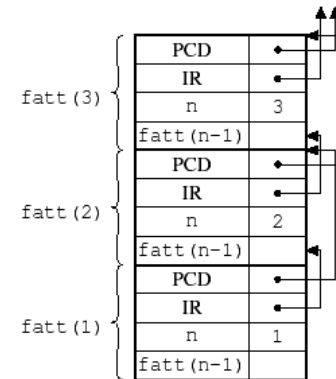 PCD
IR
fatt(3)
n 3
fatt(n-1)
PCD
IR
fatt(2)
n 2
fatt(n-1)
PCD
IR
fatt(1)
n 1
fatt(n-1)